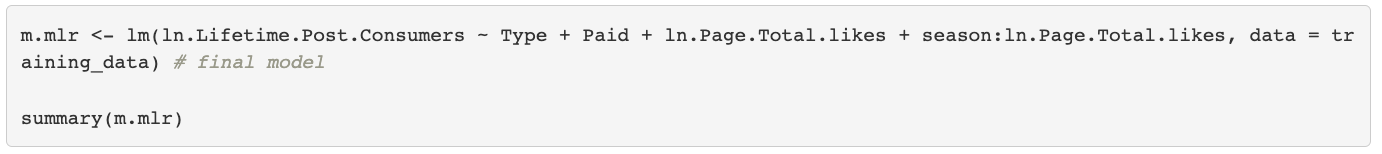 m.mlr <- lm(ln.Lifetime.Post.Consumers ~ Type + Paid + ln.Page.Total.likes + season:ln.Page.Total.likes, data = tr
aining_data) # final model
summary(m.mlr)